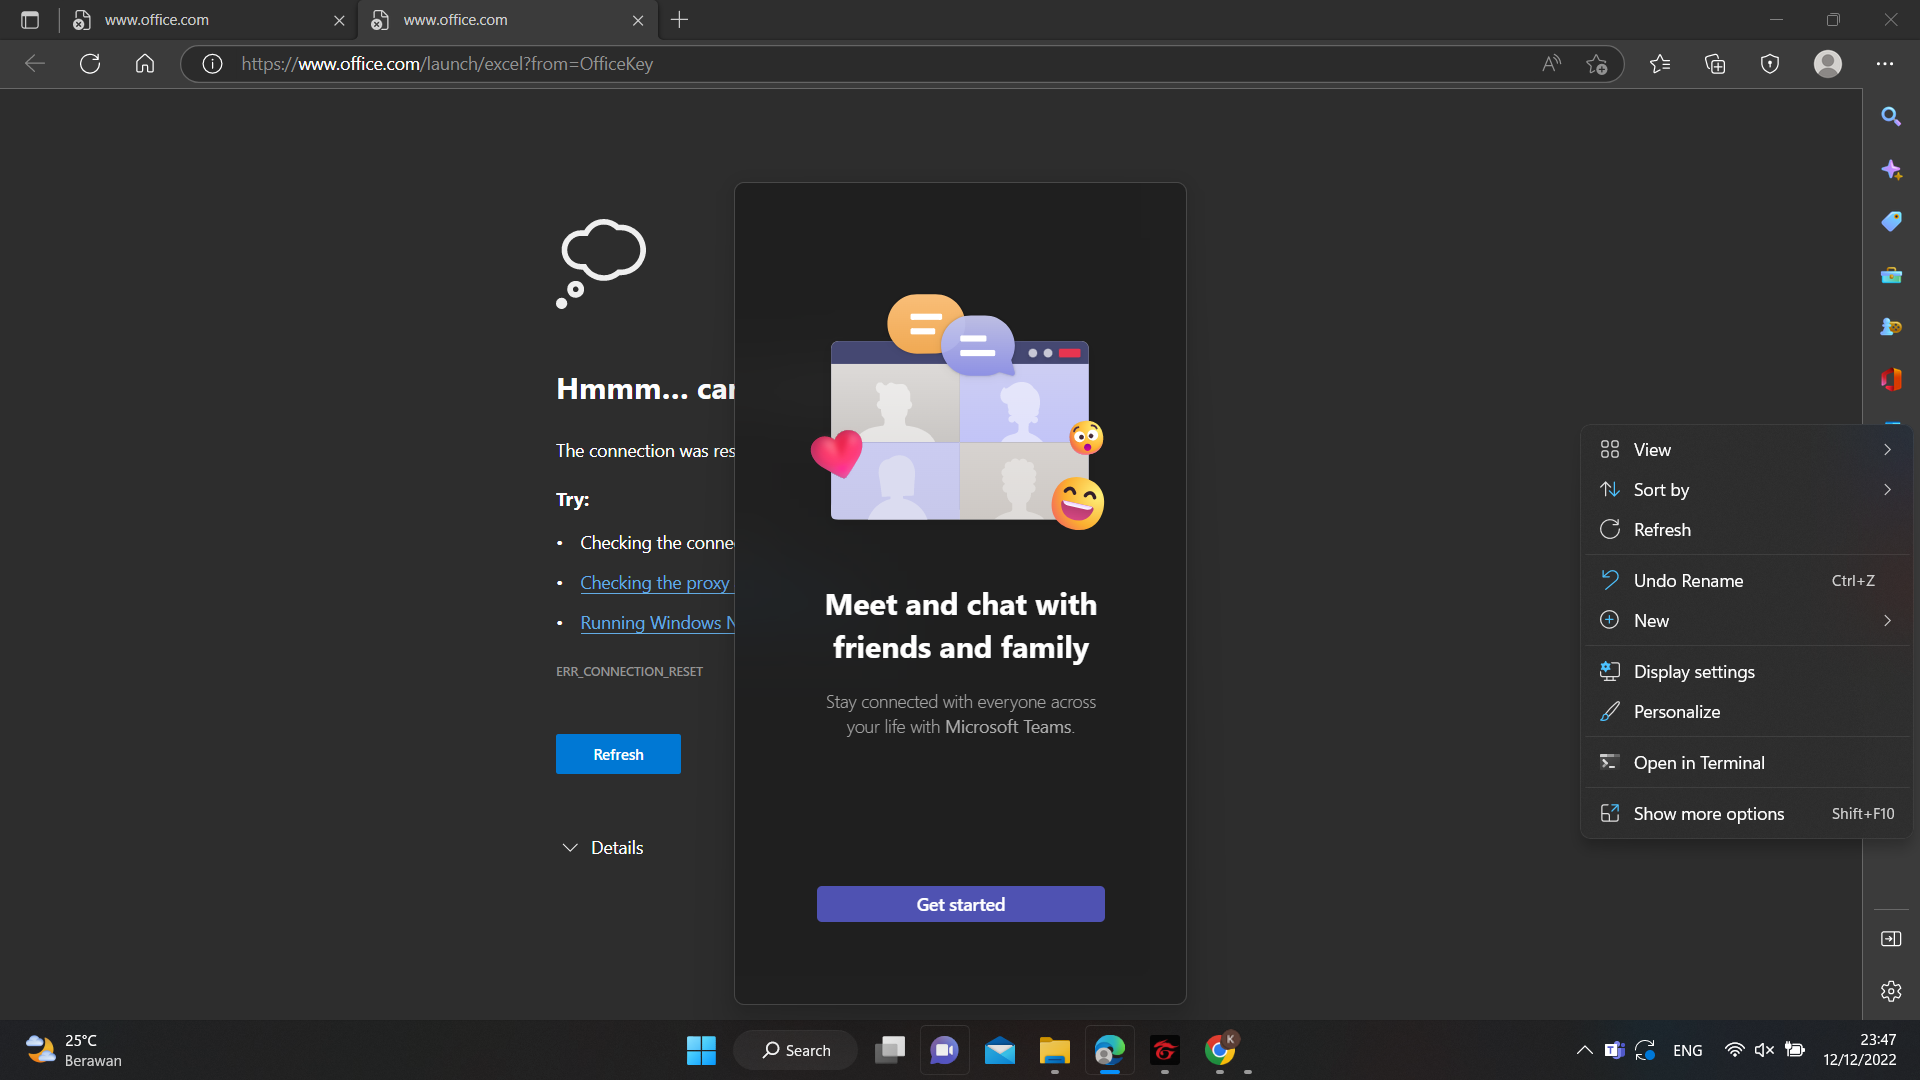 www.office.com
www.office.com
https://www.office.com/launch/excel?from=OfficeKey
Hmmm… can
The connection was res
Try:
• Checking the conne
• Checking the proxy
• Running Windows N
ERR_CONNECTION_RESET
Refresh
Details
Meet and chat with
friends and family
Stay connected with everyone across
your life with Microsoft Teams.
Get started
View
Sort by
Refresh
Undo Rename Ctrl+Z
New
Display settings
Personalize
Open in Terminal
Show more options Shift+F10
25°C
Berawan
Search
K
ENG
23:47
12/12/2022